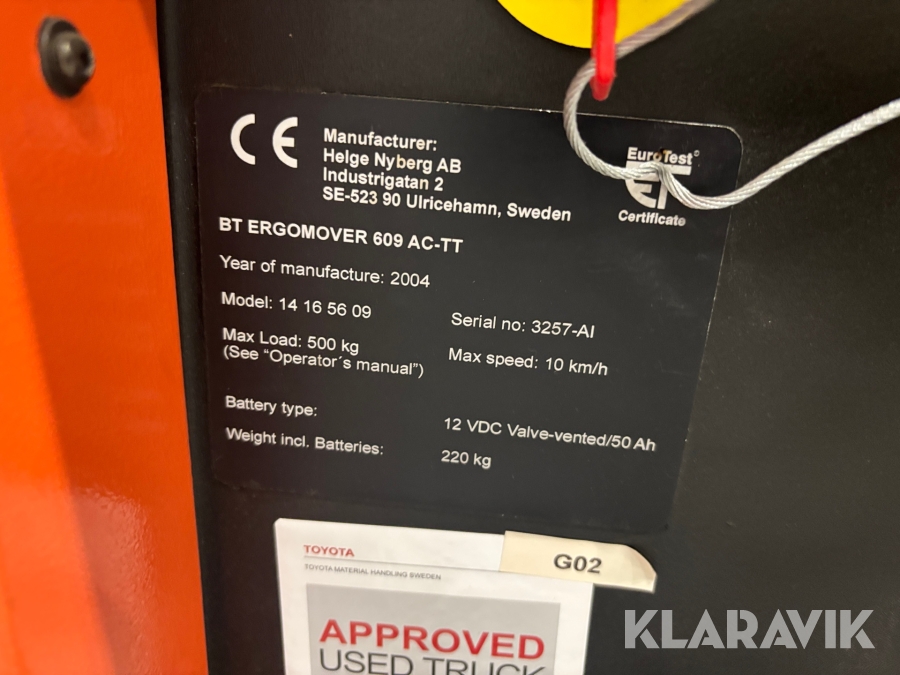 CE
Manufacturer:
Helge Nyberg AB
Industrigatan 2
SE-523 90 Ulricehamn, Sweden
EuroTest©
ET
Certificate
BT ERGOMOVER 609 AC-TT
Year of manufacture: 2004
Model: 14 16 56 09
Serial no: 3257-AI
Max Load: 500 kg
(See "Operator´s manual")
Max speed: 10 km/h
Battery type:
12 VDC Valve-vented/50 Ah
Weight incl. Batteries:
220 kg
TOYOTA
TOYOTA MATERIAL HANDLING SWEDEN
G02
APPROVED
USED TRUCK
KLARAVIK